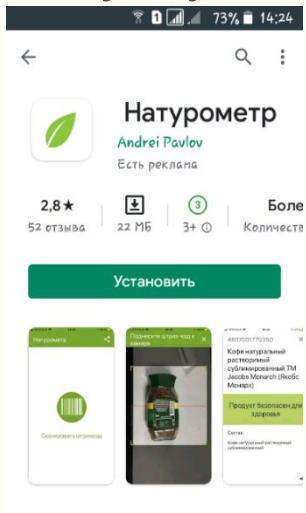 73% 14:24
Натурометр
Andrei Pavlov
Есть реклама
2,8★
52 отзыва
22 МБ
3
3+
Более
Количеств
Установить
Натурометр
Сканировать штрихкод
Поднесите штрих-код к камере
Кофе натуральный
растворимый
сублимированный ТМ
Jacobs Monarch (Якобс
Монарх)
Продукт безопасен для
здоровья
Состав:
Кофе натуральный растворимый
сублимированный